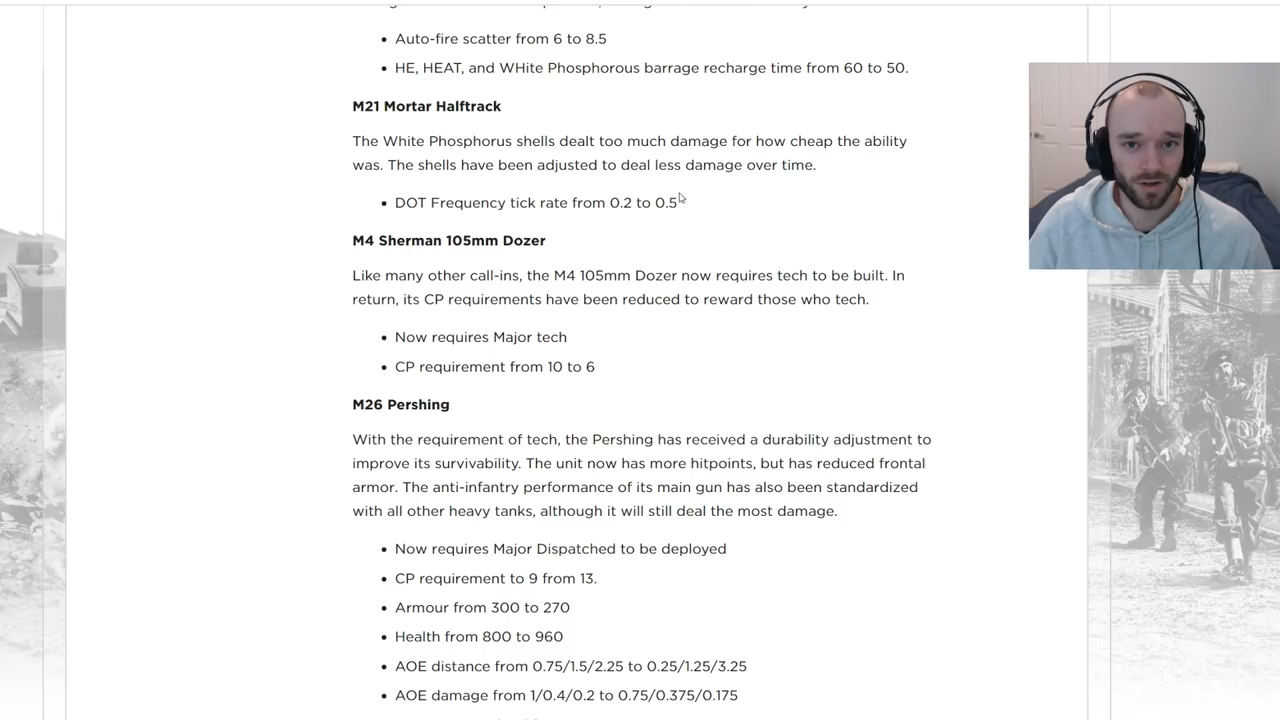 Auto-fire scatter from 6 to 8.5
HE, HEAT, and WHite Phosphorous barrage recharge time from 60 to 50.
M21 Mortar Halftrack
The White Phosphorus shells dealt too much damage for how cheap the ability
was. The shells have been adjusted to deal less damage over time.
DOT Frequency tick rate from 0.2 to 0.5
M4 Sherman 105mm Dozer
Like many other call-ins, the M4 105mm Dozer now requires tech to be built. In
return, its CP requirements have been reduced to reward those who tech.
Now requires Major tech
CP requirement from 10 to 6
M26 Pershing
With the requirement of tech, the Pershing has received a durability adjustment to
improve its survivability. The unit now has more hitpoints, but has reduced frontal
armor. The anti-infantry performance of its main gun has also been standardized
with all other heavy tanks, although it will still deal the most damage.
Now requires Major Dispatched to be deployed
CP requirement to 9 from 13.
Armour from 300 to 270
Health from 800 to 960
AOE distance from 0.75/1.5/2.25 to 0.25/1.25/3.25
AOE damage from 1/0.4/0.2 to 0.75/0.375/0.175